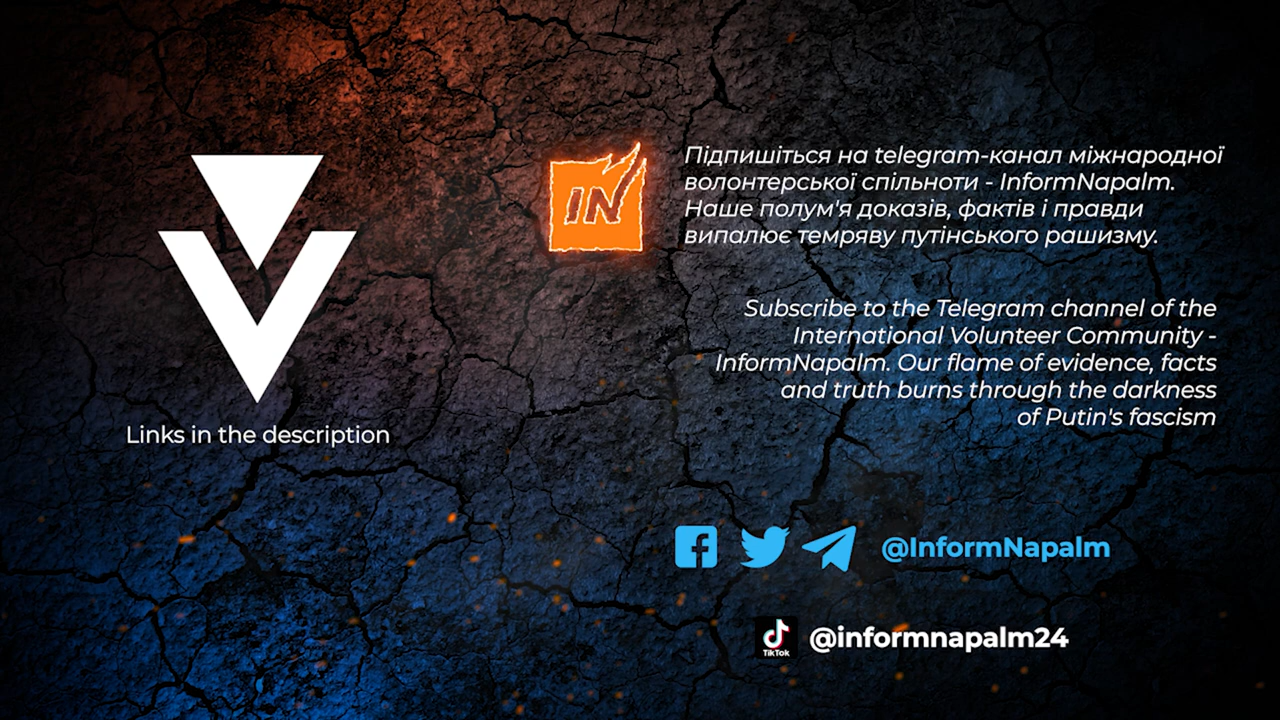 IN
Підпишіться на telegram-канал міжнародної
волонтерської спільноти - InformNapalm.
Наше полум'я доказів, фактів і правди
випалює темряву путінського рашизму.
Subscribe to the Telegram channel of the
International Volunteer Community -
InformNapalm. Our flame of evidence, facts
and truth burns through the darkness
of Putin's fascism
Links in the description
@InformNapalm
TikTok
@informnapalm24